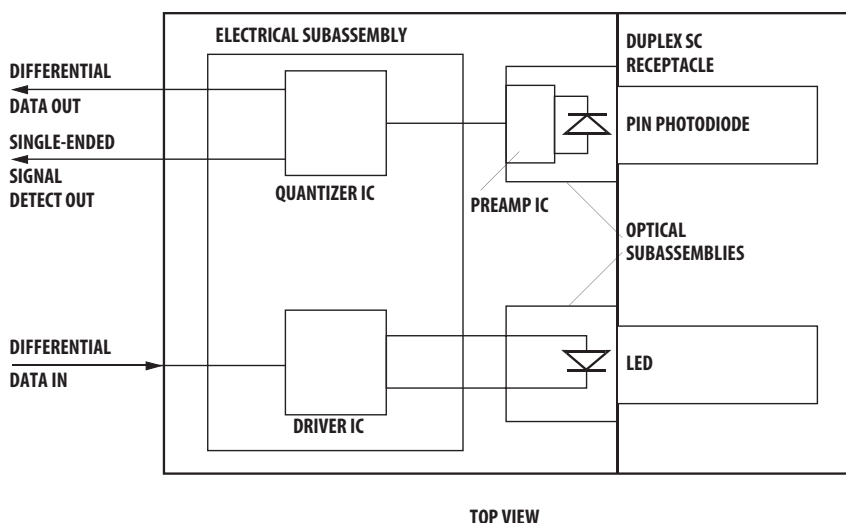 ELECTRICAL SUBASSEMBLY
DUPLEX SC
RECEPTACLE
DIFFERENTIAL
DATA OUT
PIN PHOTODIODE
SINGLE-ENDED
SIGNAL
DETECT OUT
QUANTIZER IC
PREAMP IC
OPTICAL
SUBASSEMBLIES
DIFFERENTIAL
DATA IN
LED
DRIVER IC
TOP VIEW